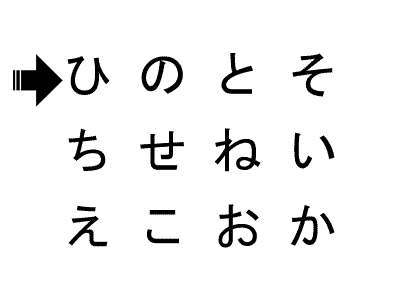 ひ の と そ
ち せ ね い
え こ お か